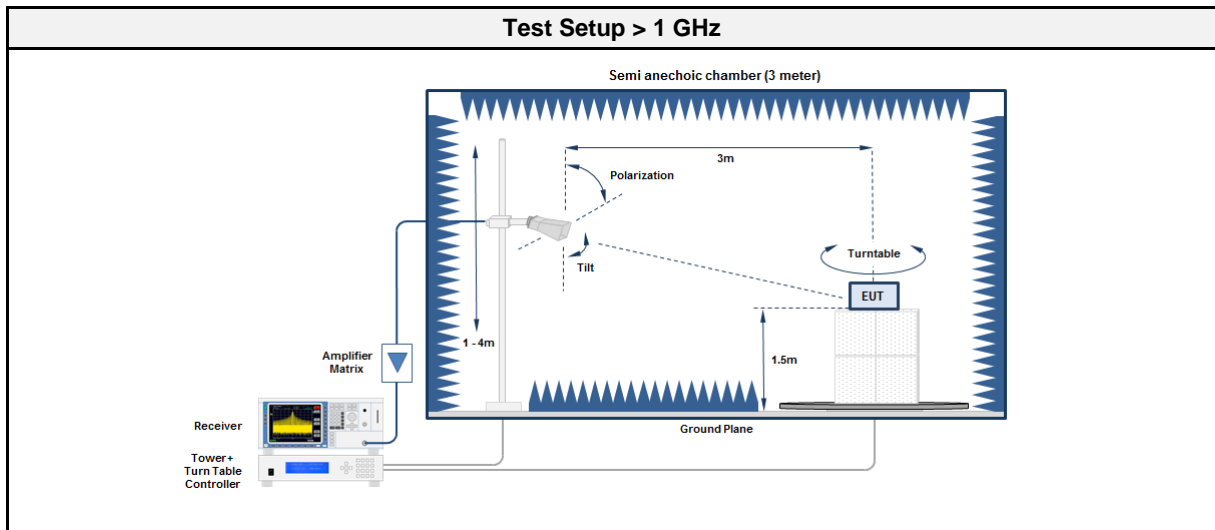 Test Setup > 1 GHz
Semi anechoic chamber (3 meter)
3m
Polarization
Tilt
Turntable
EUT
1 - 4m
1.5m
Amplifier
Matrix
Receiver
Ground Plane
Tower+
Turn Table
Controller